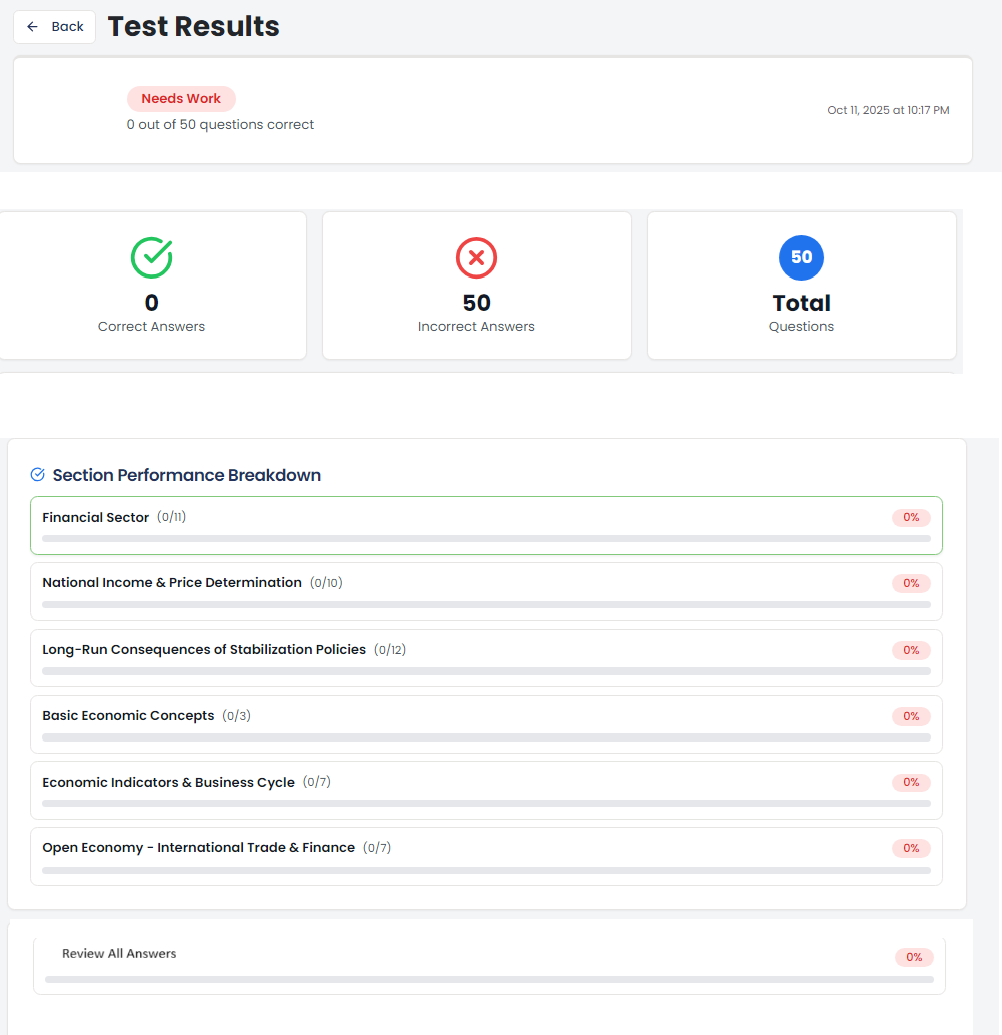 Back
Test Results
Needs Work
0 out of 50 questions correct
Oct 11, 2025 at 10:17 PM
0
Correct Answers
50
Incorrect Answers
50
Total
Questions
Section Performance Breakdown
Financial Sector (0/11) 0%
National Income & Price Determination (0/10) 0%
Long-Run Consequences of Stabilization Policies (0/12) 0%
Basic Economic Concepts (0/3) 0%
Economic Indicators & Business Cycle (0/7) 0%
Open Economy - International Trade & Finance (0/7) 0%
Review All Answers 0%